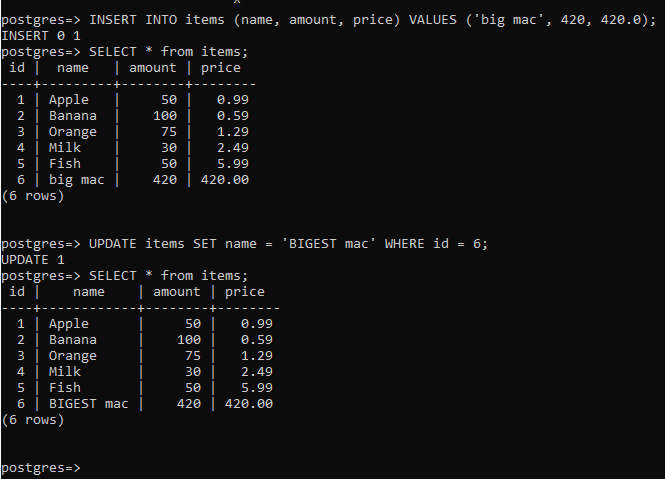 postgres=> INSERT INTO items (name, amount, price) VALUES ('big mac', 420, 420.0);
INSERT 0 1
postgres=> SELECT * from items;
 id |  name   | amount | price
----+---------+--------+--------
  1 | Apple   |     50 |   0.99
  2 | Banana  |    100 |   0.59
  3 | Orange  |     75 |   1.29
  4 | Milk    |     30 |   2.49
  5 | Fish    |     50 |   5.99
  6 | big mac |    420 | 420.00
(6 rows)
postgres=> UPDATE items SET name = 'BIGEST mac' WHERE id = 6;
UPDATE 1
postgres=> SELECT * from items;
 id |    name    | amount | price
----+------------+--------+--------
  1 | Apple      |     50 |   0.99
  2 | Banana     |    100 |   0.59
  3 | Orange     |     75 |   1.29
  4 | Milk       |     30 |   2.49
  5 | Fish       |     50 |   5.99
  6 | BIGEST mac |    420 | 420.00
(6 rows)
postgres=>